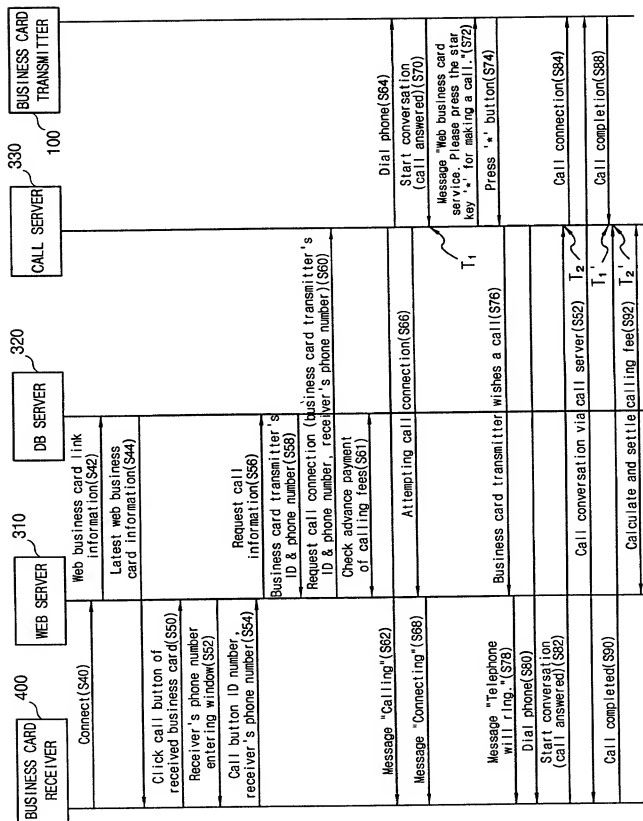 BUSINESS CARD
RECEIVER
400
WEB SERVER
310
DB SERVER
320
CALL SERVER
330
BUSINESS CARD
TRANSMITTER
100
Connect(S40)
Web business card link
information(S42)
Latest web business
card information(S44)
Click call button of
received business card(S50)
Receiver's phone number
entering window(S52)
Call button ID number,
receiver's phone number(S54)
Request call
information(S56)
Business card transmitter's
ID & phone number(S58)
Request call connection (business card transmitter's
ID & phone number, receiver's phone number)(S60)
Check advance payment
of calling fees(S61)
Message "Calling"(S62)
Dial phone(S64)
Attempting call connection(S66)
Message "Connecting"(S68)
Start conversation
(call answered)(S70)
T1
Message "Web business card
service. Please press the star
key '*' for making a call."(S72)
Press '*' button(S74)
Business card transmitter wishes a call(S76)
Message "Telephone
will ring."(S78)
Dial phone(S80)
Start conversation
(call answered)(S82)
T2
Call connection(S84)
Call conversation via call server(S52)
Call completion(S88)
T1'
Call completed(S90)
T2'
Calculate and settle calling fee(S92)